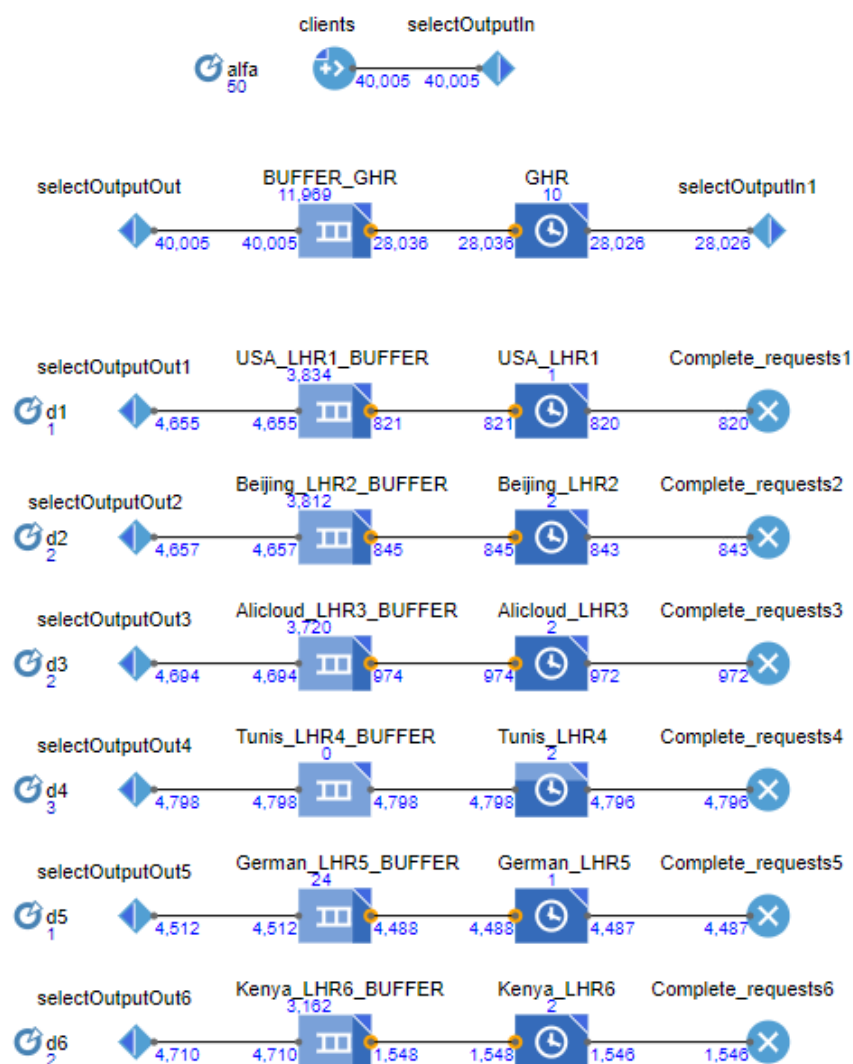 clients selectOutputIn
alfa
50
40,005 40,005
selectOutputOut BUFFER_GHR GHR selectOutputIn1
11,969 10
40,005 40,005 28,036 28,036 28,026 28,026
selectOutputOut1 USA_LHR1_BUFFER USA_LHR1 Complete_requests1
3,834 1
d1
1
4,655 4,655 821 821 820 820
selectOutputOut2 Beijing_LHR2_BUFFER Beijing_LHR2 Complete_requests2
3,812 2
d2
2
4,657 4,657 845 845 843 843
selectOutputOut3 Alicloud_LHR3_BUFFER Alicloud_LHR3 Complete_requests3
3,720 2
d3
2
4,694 4,694 974 974 972 972
selectOutputOut4 Tunis_LHR4_BUFFER Tunis_LHR4 Complete_requests4
0 2
d4
3
4,798 4,798 4,798 4,798 4,796 4,796
selectOutputOut5 German_LHR5_BUFFER German_LHR5 Complete_requests5
24 1
d5
1
4,512 4,512 4,488 4,488 4,487 4,487
selectOutputOut6 Kenya_LHR6_BUFFER Kenya_LHR6 Complete_requests6
3,162 2
d6
2
4,710 4,710 1,548 1,548 1,546 1,546